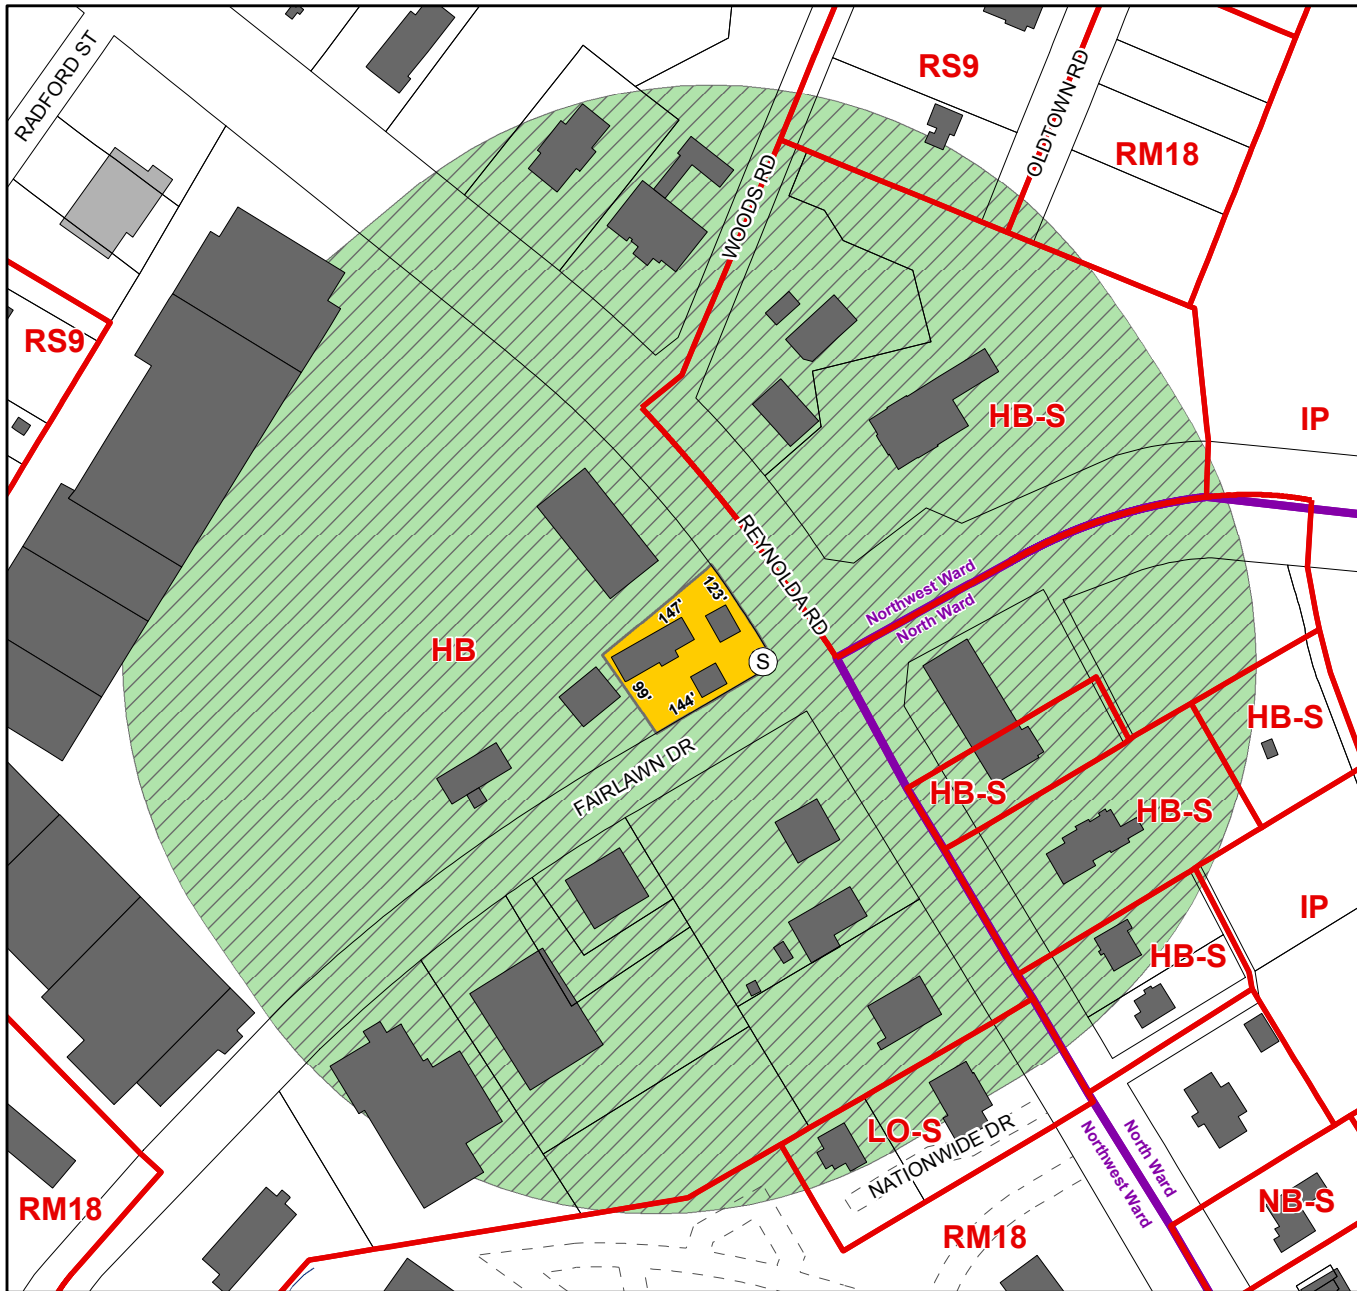 RADFORD ST
RS9
OLDTOWN RD
RM18
WOODS RD
RS9
HB-S
IP
REYNOLDA RD
Northwest Ward
North Ward
123'
147'
HB
S
99'
144'
HB-S
FAIRLAWN DR
HB-S
HB-S
IP
HB-S
LO-S
NATIONWIDE DR
North Ward
Northwest Ward
RM18
NB-S
RM18